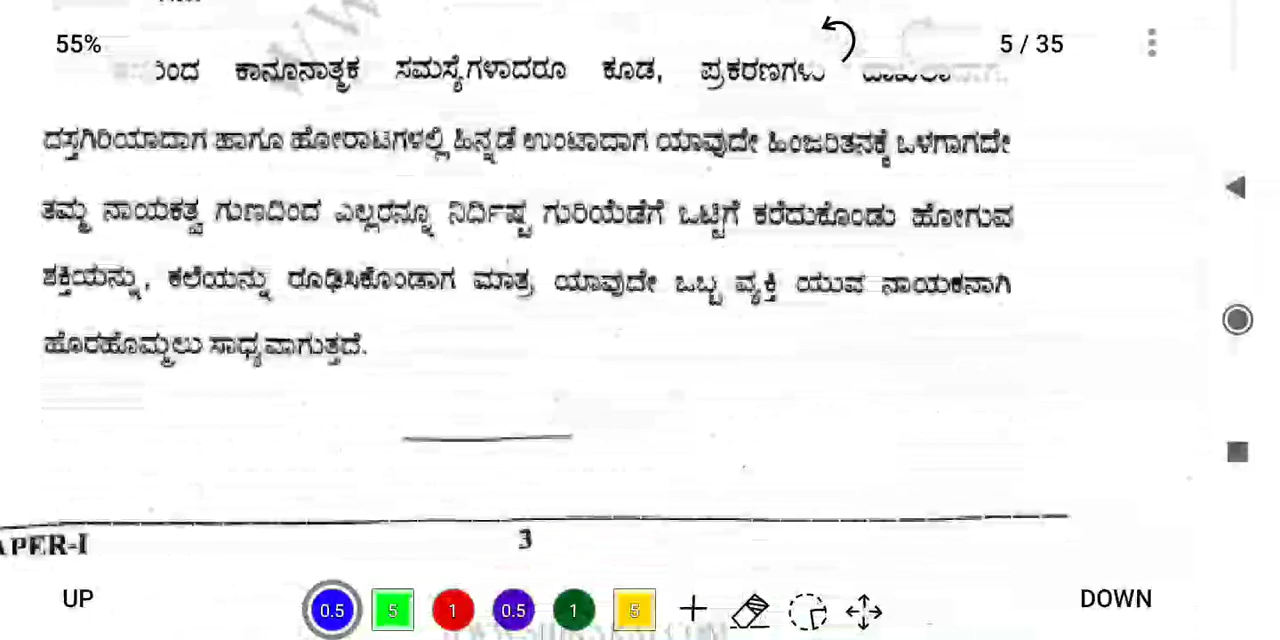 55%
5 / 35
ಕಾನೂನಾತ್ಮಕ ಸಮಸ್ಯೆಗಳಾದರೂ ಕೂಡ, ಪ್ರಕರಣಗಳು
ದಸ್ತಗಿರಿಯಾದಾಗ ಹಾಗೂ ಹೋರಾಟಗಳಲ್ಲಿ ಹಿನ್ನಡೆ ಉಂಟಾದಾಗ ಯಾವುದೇ ಹಿಂಜರಿತನಕ್ಕೆ ಒಳಗಾಗದೇ
ತಮ್ಮ ನಾಯಕತ್ವ ಗುಣದಿಂದ ಎಲ್ಲರನ್ನೂ ನಿರ್ದಿಷ್ಟ ಗುರಿಯೆಡೆಗೆ ಒಟ್ಟಿಗೆ ಕರೆದುಕೊಂಡು ಹೋಗುವ
ಶಕ್ತಿಯನ್ನು, ಕಲೆಯನ್ನು ರೂಢಿಸಿಕೊಂಡಾಗ ಮಾತ್ರ ಯಾವುದೇ ಒಬ್ಬ ವ್ಯಕ್ತಿ ಯುವ ನಾಯಕನಾಗಿ
ಹೊರಹೊಮ್ಮಲು ಸಾಧ್ಯವಾಗುತ್ತದೆ.
APER-I 3
UP 0.5 5 1 0.5 1 5 DOWN